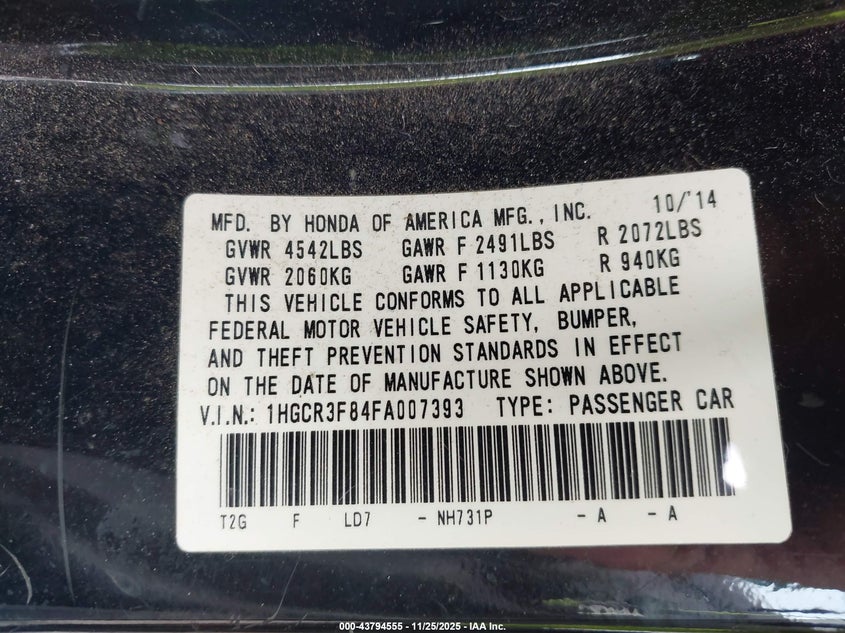 MFD. BY HONDA OF AMERICA MFG., INC. 10/'14
GVWR 4542LBS GAWR F 2491LBS R 2072LBS
GVWR 2060KG GAWR F 1130KG R 940KG
THIS VEHICLE CONFORMS TO ALL APPLICABLE
FEDERAL MOTOR VEHICLE SAFETY, BUMPER,
AND THEFT PREVENTION STANDARDS IN EFFECT
ON THE DATE OF MANUFACTURE SHOWN ABOVE.
V.I.N.: 1HGCR3F84FA007393 TYPE: PASSENGER CAR
T2G F LD7 - NH731P - A - A
000-43794555 - 11/25/2025 - IAA Inc.